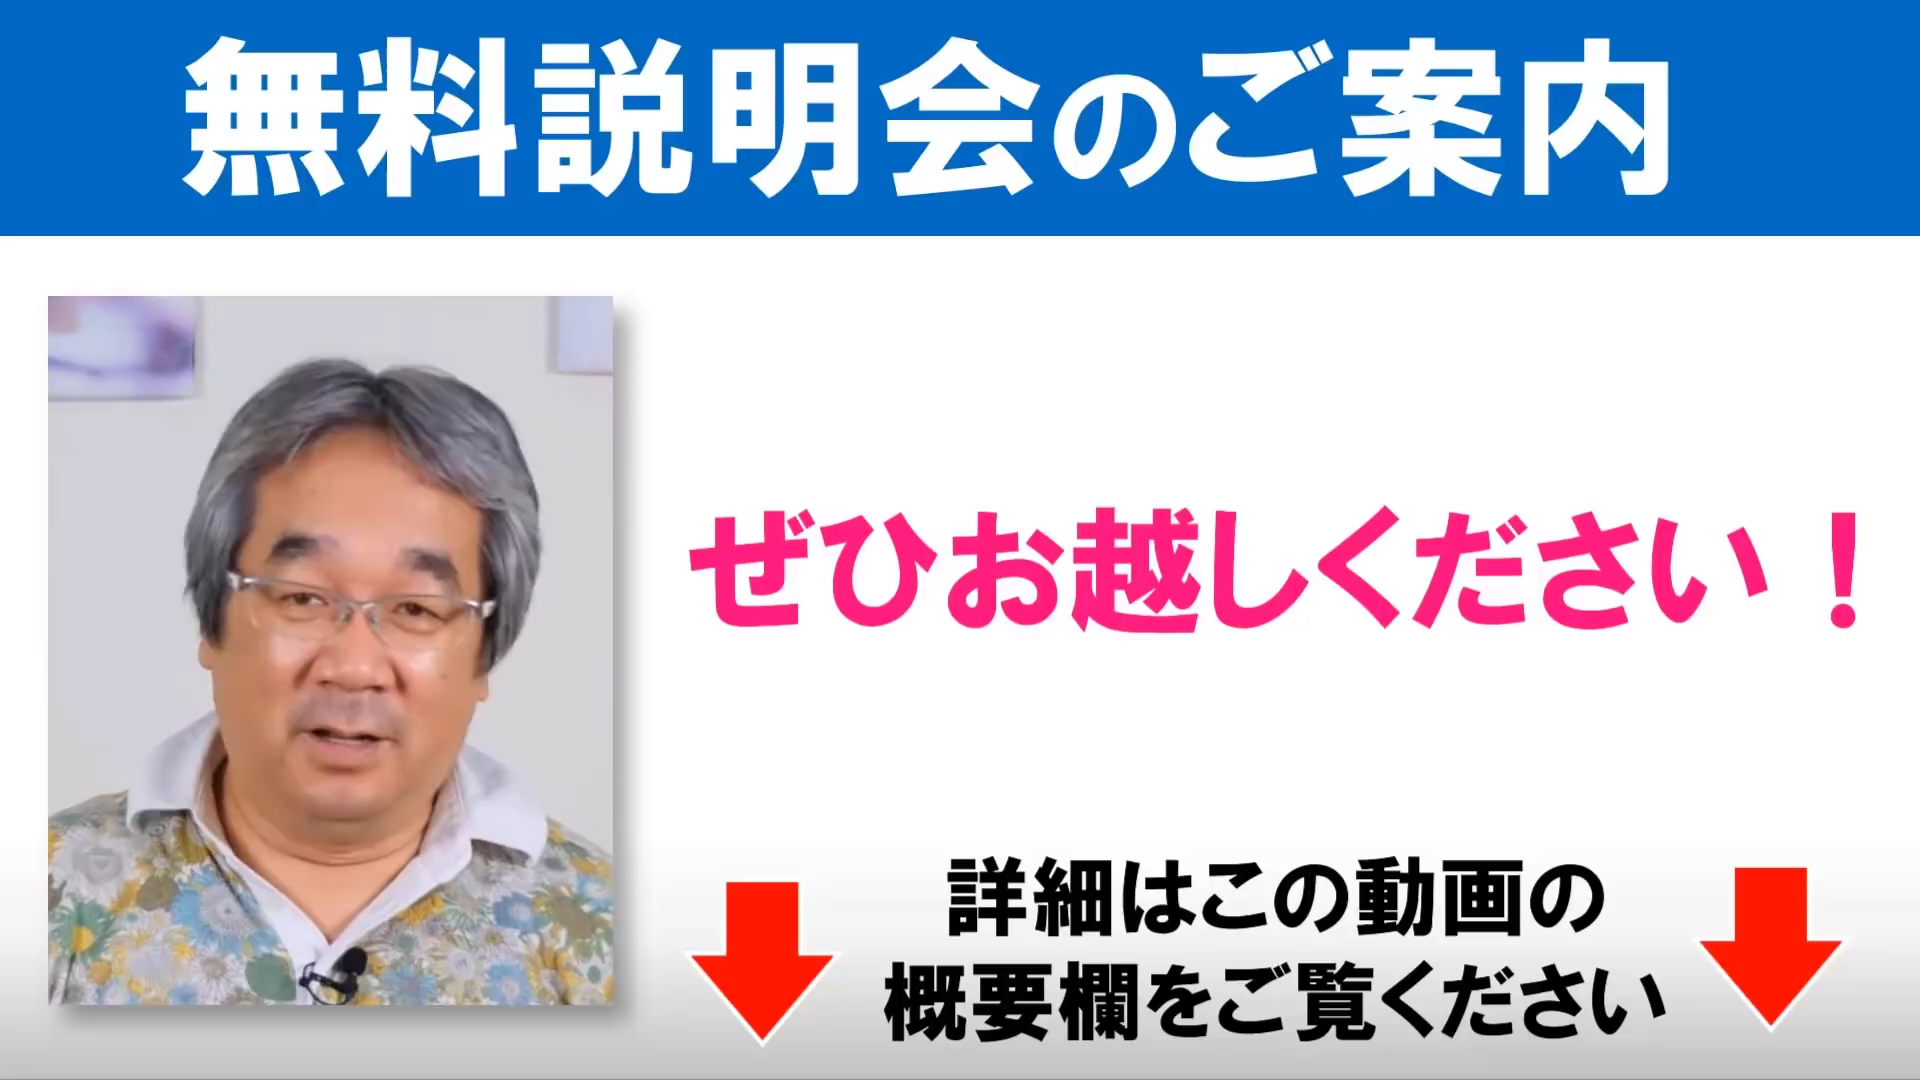 無料説明会のご案内
ぜひお越しください！
詳細はこの動画の
概要欄をご覧ください